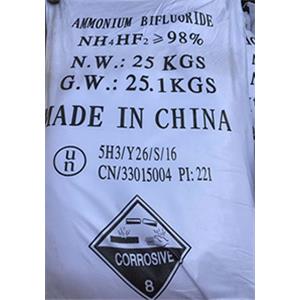 AMMONIUM BIFLUORIDE
NH₄HF₂≥98%
N.W.: 25 KGS
G.W.: 25.1KGS
MADE IN CHINA
un
5H3/Y26/S/16
CN/33015004 PI: 221
CORROSIVE
8